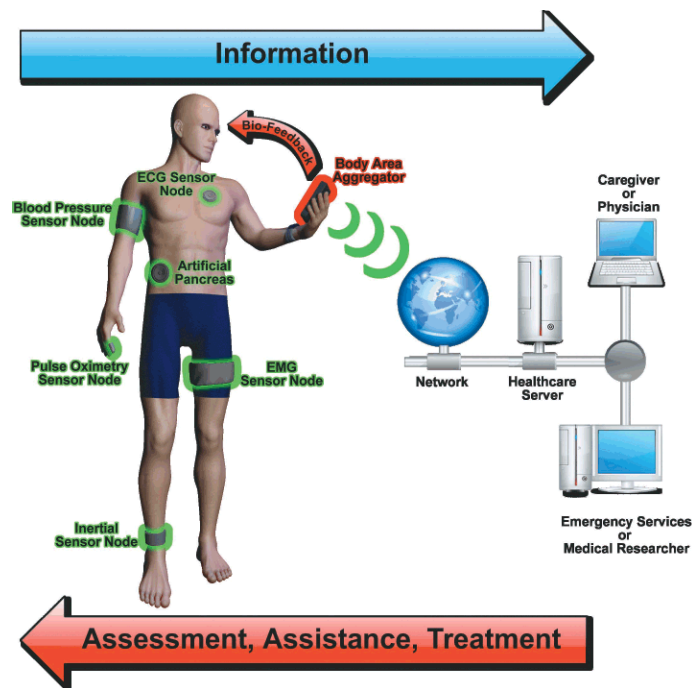 Information
Bio-Feedback
ECG Sensor
Node
Body Area
Aggregator
Blood Pressure
Sensor Node
Caregiver
or
Physician
Artificial
Pancreas
Pulse Oximetry
Sensor Node
EMG
Sensor Node
Network
Healthcare
Server
Inertial
Sensor Node
Emergency Services
or
Medical Researcher
Assessment, Assistance, Treatment